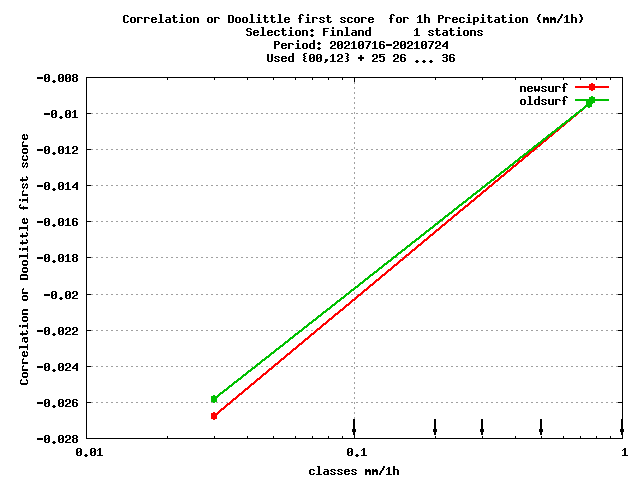 Correlation or Doolittle first score  for 1h Precipitation (mm/1h)
Selection: Finland      1 stations
Period: 20210716-20210724
Used {00,12} + 25 26 ... 36
newsurf
oldsurf
Correlation or Doolittle first score
-0.008
-0.01
-0.012
-0.014
-0.016
-0.018
-0.02
-0.022
-0.024
-0.026
-0.028
0.01 0.1 1
classes mm/1h